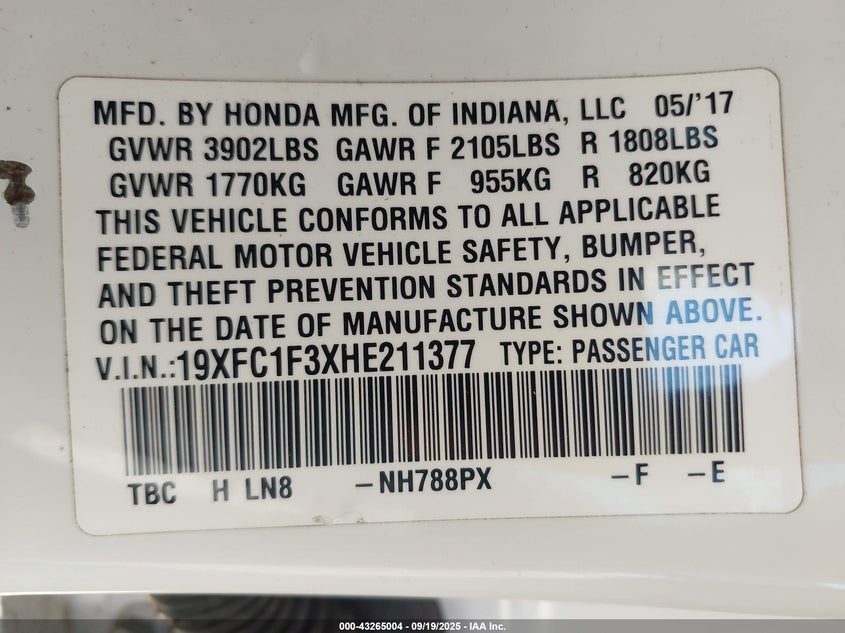 MFD. BY HONDA MFG. OF INDIANA, LLC 05/'17
GVWR 3902LBS GAWR F 2105LBS R 1808LBS
GVWR 1770KG GAWR F 955KG R 820KG
THIS VEHICLE CONFORMS TO ALL APPLICABLE
FEDERAL MOTOR VEHICLE SAFETY, BUMPER,
AND THEFT PREVENTION STANDARDS IN EFFECT
ON THE DATE OF MANUFACTURE SHOWN ABOVE.
V.I.N.:19XFC1F3XHE211377 TYPE: PASSENGER CAR
TBC H LN8 -NH788PX -F -E
000-43265004 - 09/19/2025 - IAA Inc.